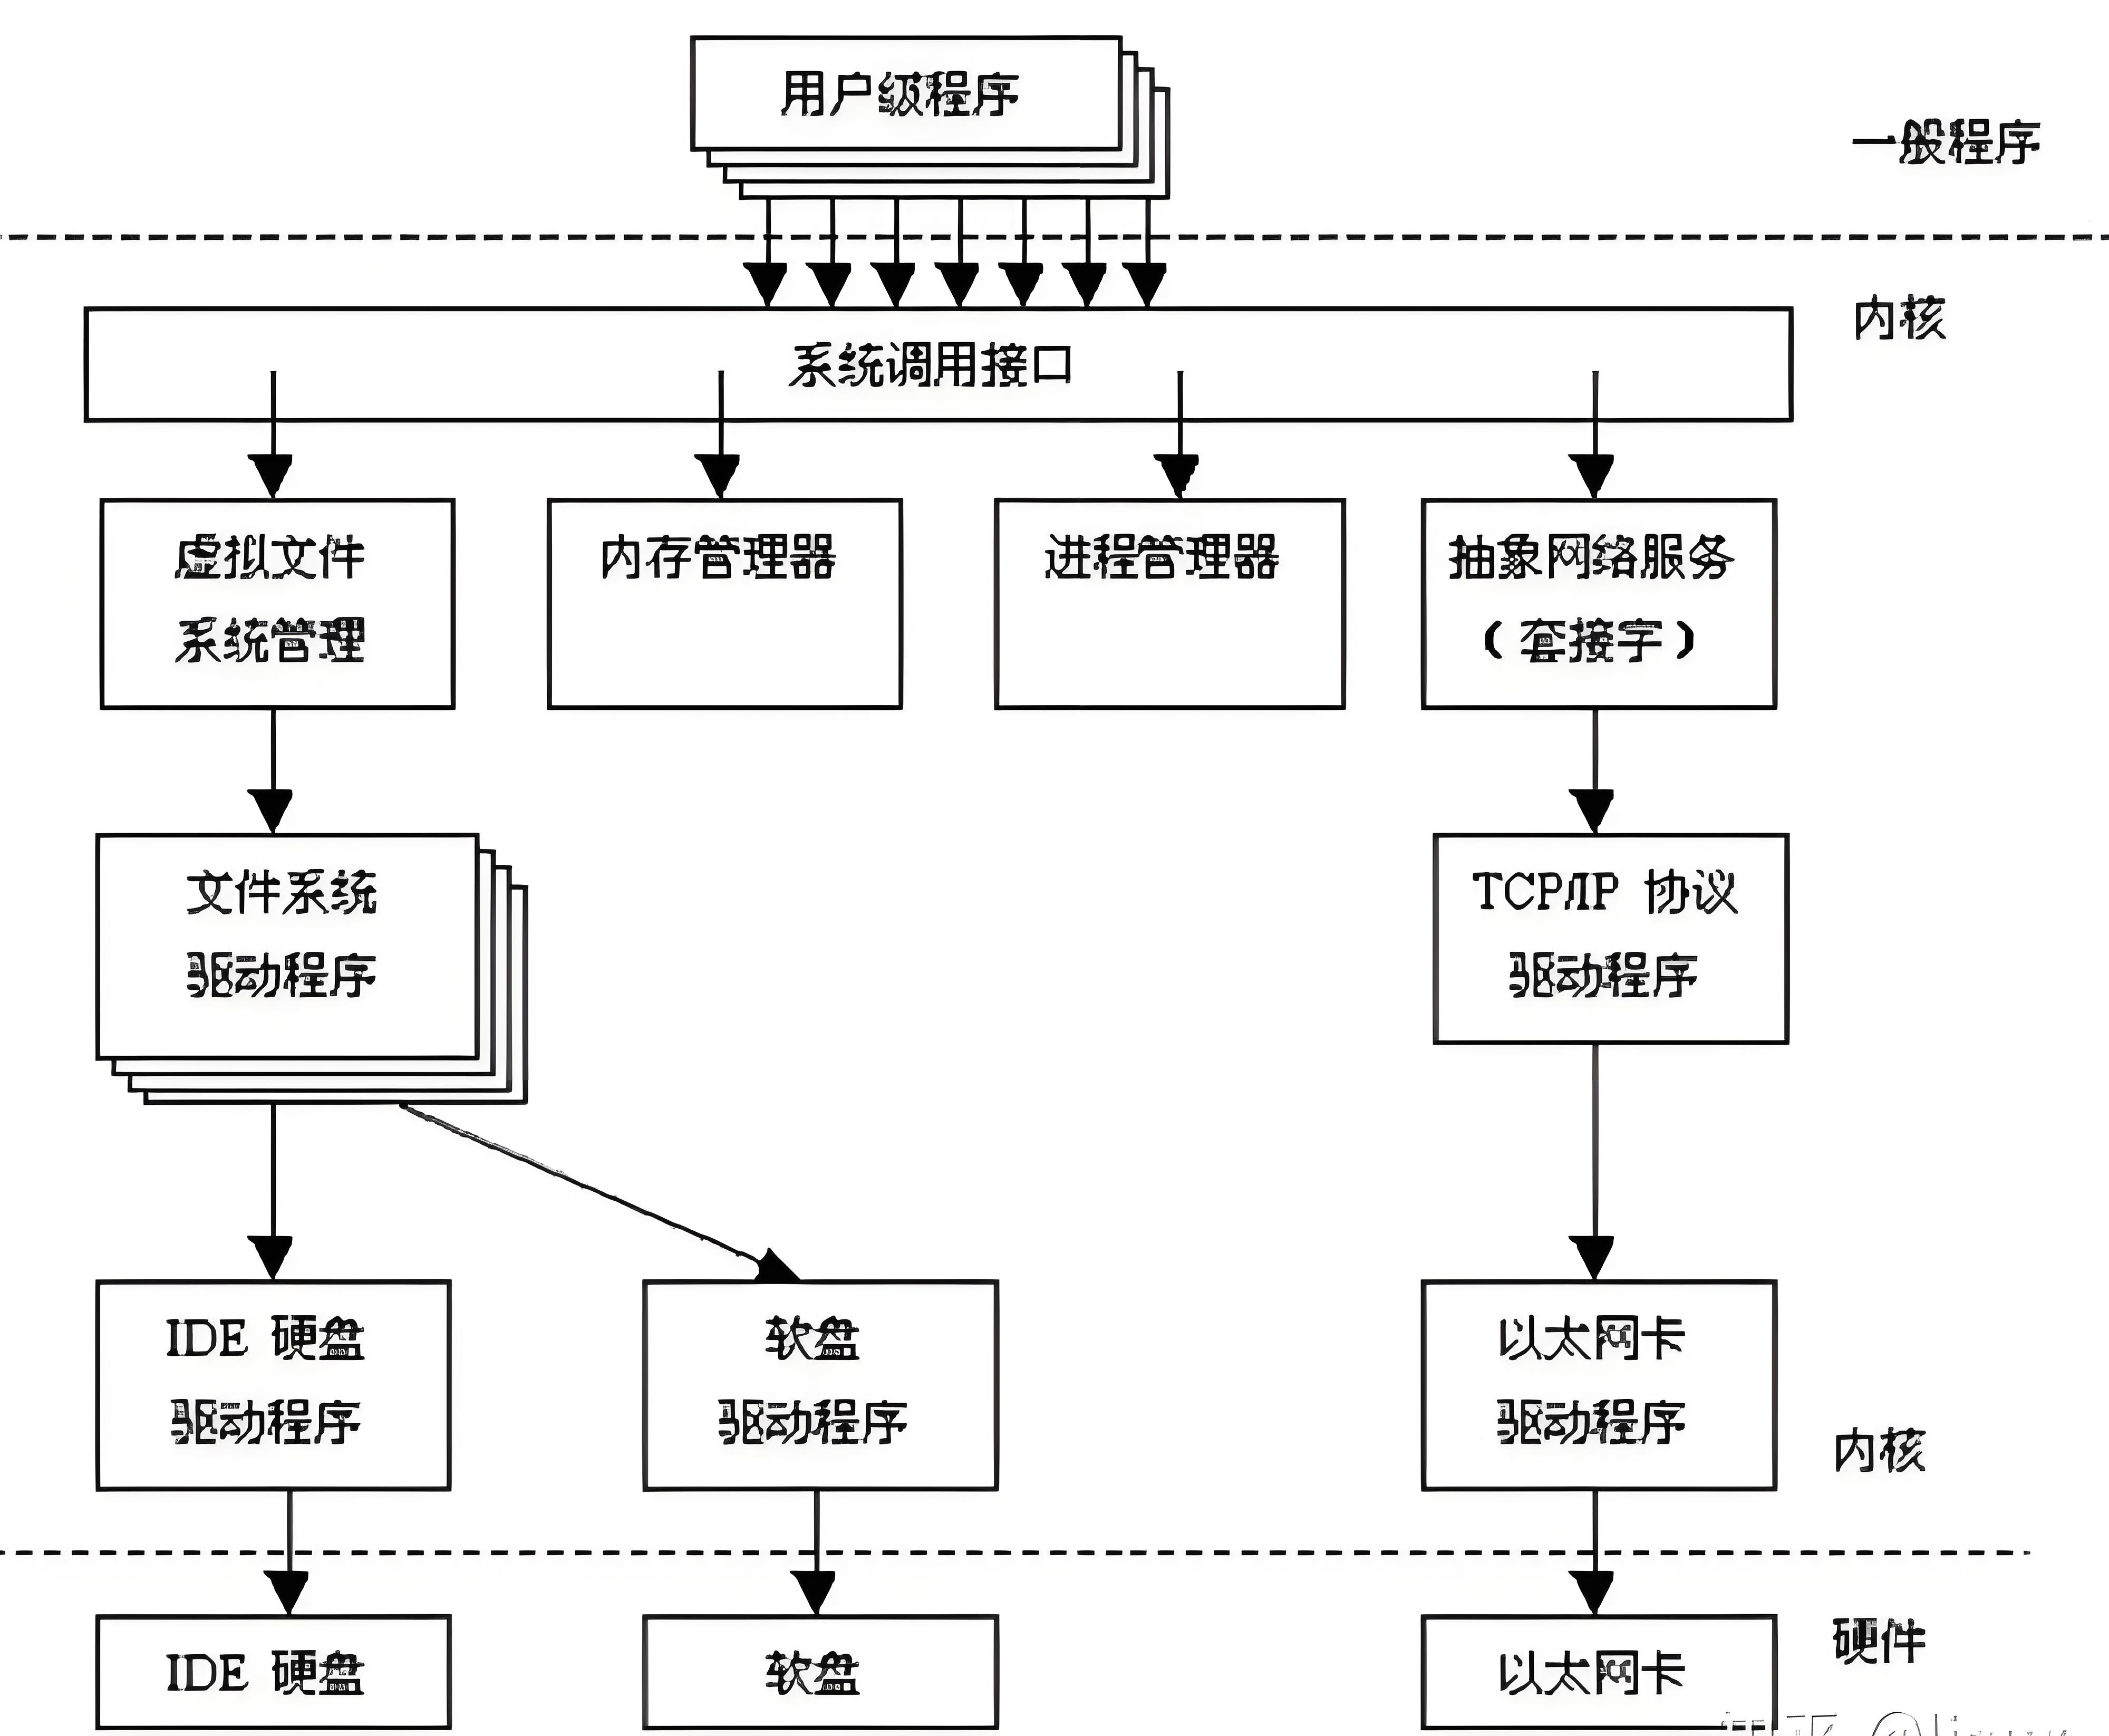 用户级程序
一般程序
内核
系统调用接口
虚拟文件
系统管理
内存管理器
进程管理器
抽象网络服务
(套接字)
文件系统
驱动程序
TCP/IP 协议
驱动程序
IDE 硬盘
驱动程序
软盘
驱动程序
以太网卡
驱动程序
内核
硬件
IDE 硬盘
软盘
以太网卡